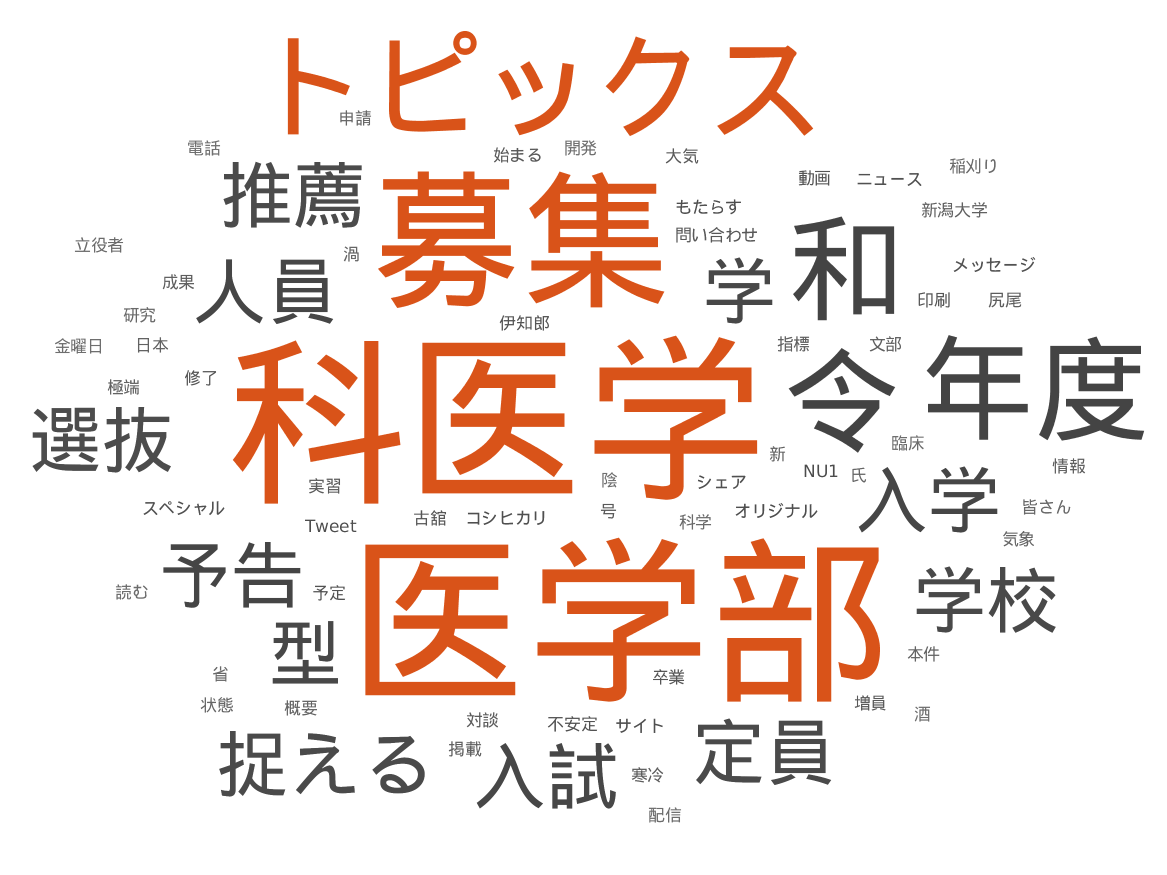 トピックス
申請
電話
始まる
開発
大気
推薦
募集
動画
ニュース
稲刈り
もたらす
新潟大学
問い合わせ
和
立役者
渦
成果
人員
学
メッセージ
印刷
尻尾
研究
伊知郎
金曜日
日本
指標
文部
科医学
令
年度
極端
修了
選抜
臨床
新
NU1
氏
情報
実習
陰
シェア
入学
スペシャル
号
オリジナル
皆さん
Tweet
古舘
コシヒカリ
科学
気象
予告
医学部
読む
予定
学校
型
本件
省
卒業
状態
概要
増員
酒
対談
不安定
サイト
捉える
掲載
入試
定員
寒冷
配信